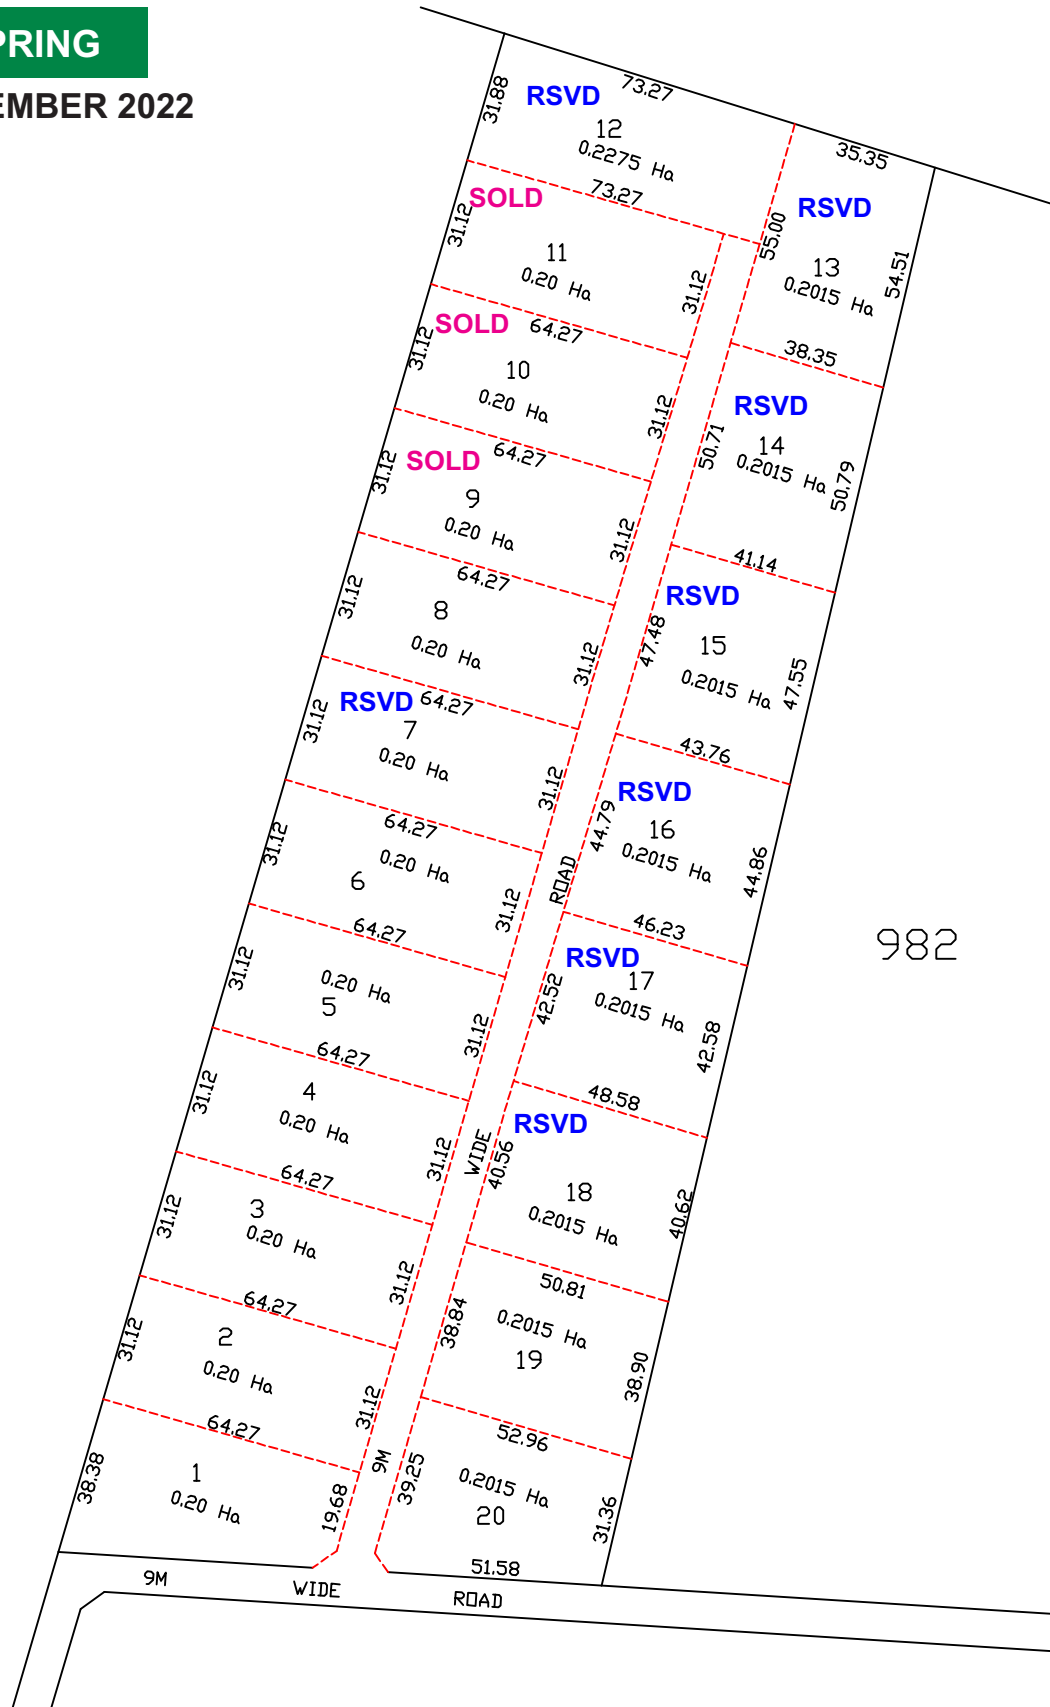 PRING
EMBER 2022
73.27
31.88
RSVD
12
0.2275 Ha
35.35
73.27
SOLD
31.12
11
0.20 Ha
31.12
55.00
RSVD
13
0.2015 Ha
54.51
64.27
SOLD
31.12
10
0.20 Ha
31.12
38.35
RSVD
14
0.2015 Ha
50.71
50.79
64.27
SOLD
31.12
9
0.20 Ha
31.12
41.14
64.27
31.12
8
0.20 Ha
31.12
RSVD
47.48
15
0.2015 Ha
47.55
64.27
RSVD
31.12
7
0.20 Ha
31.12
43.76
RSVD
44.79
16
0.2015 Ha
44.86
64.27
31.12
0.20 Ha
6
31.12
ROAD
46.23
982
RSVD
17
0.2015 Ha
42.52
42.58
64.27
31.12
0.20 Ha
5
31.12
64.27
31.12
4
0.20 Ha
31.12
WIDE
48.58
RSVD
40.56
18
0.2015 Ha
40.62
64.27
31.12
3
0.20 Ha
31.12
50.81
38.84
0.2015 Ha
19
38.90
64.27
31.12
2
0.20 Ha
31.12
52.96
64.27
38.38
1
0.20 Ha
19.68
9M
39.25
0.2015 Ha
20
31.36
51.58
9M WIDE ROAD